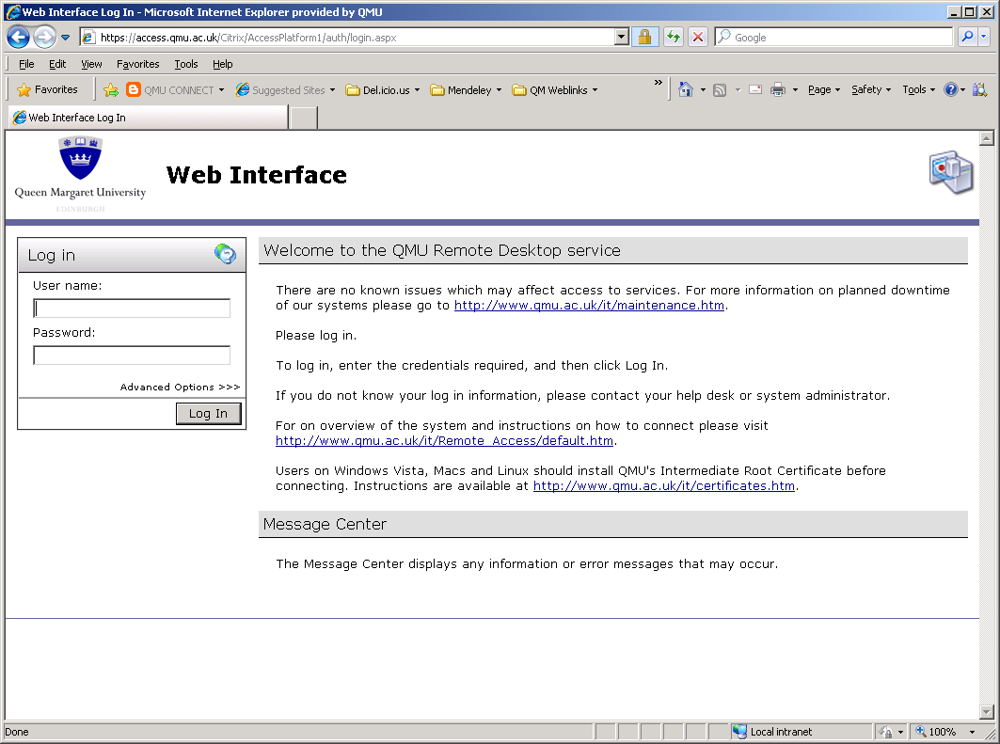 Web Interface Log In - Microsoft Internet Explorer provided by QMU
https://access.qmu.ac.uk/Citrix/AccessPlatform1/auth/login.aspx
Google
File Edit View Favorites Tools Help
Favorites QMU CONNECT Suggested Sites Del.icio.us Mendeley QM Weblinks » Page Safety Tools
Web Interface Log In
Queen Margaret University
EDINBURGH
Web Interface
Log in
User name:
Password:
Advanced Options >>>
Log In
Welcome to the QMU Remote Desktop service
There are no known issues which may affect access to services. For more information on planned downtime
of our systems please go to http://www.qmu.ac.uk/it/maintenance.htm.
Please log in.
To log in, enter the credentials required, and then click Log In.
If you do not know your log in information, please contact your help desk or system administrator.
For on overview of the system and instructions on how to connect please visit
http://www.qmu.ac.uk/it/Remote_Access/default.htm.
Users on Windows Vista, Macs and Linux should install QMU's Intermediate Root Certificate before
connecting. Instructions are available at http://www.qmu.ac.uk/it/certificates.htm.
Message Center
The Message Center displays any information or error messages that may occur.
Done
Local intranet
100%